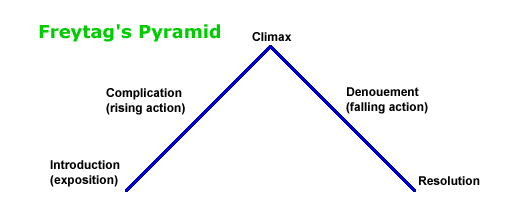 Freytag's Pyramid
Climax
Complication
(rising action)
Denouement
(falling action)
Introduction
(exposition)
Resolution